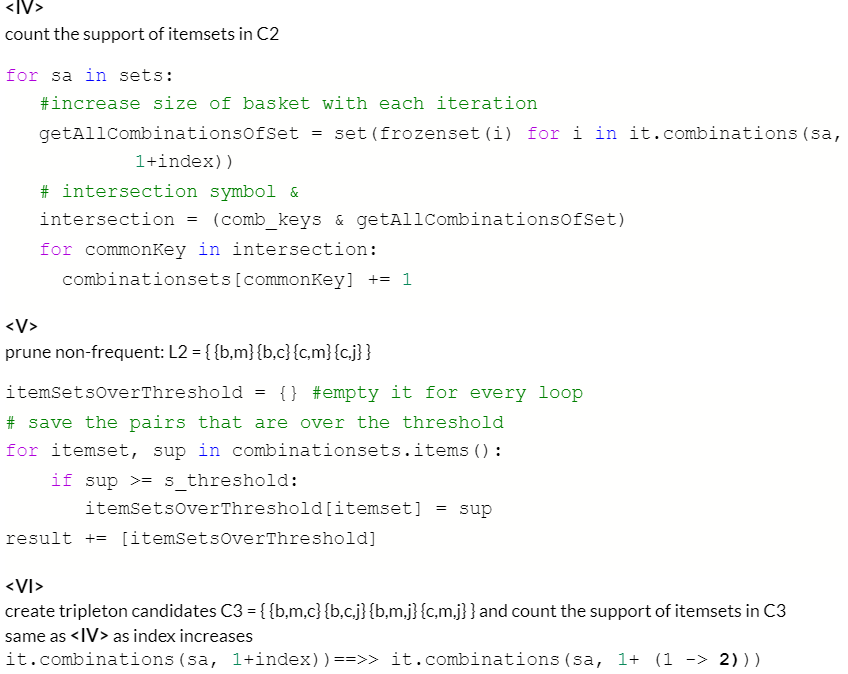 <IV>
count the support of itemsets in C2
for sa in sets:
#increase size of basket with each iteration
getAllCombinationsOfSet = set(frozenset(i) for i in it.combinations(sa,
1+index))
# intersection symbol &
intersection = (comb_keys & getAllCombinationsOfSet)
for commonKey in intersection:
combinationsets[commonKey] += 1
<V>
prune non-frequent: L2 = { {b,m} {b,c} {c,m} {c,j} }
itemSetsOverThreshold = {} #empty it for every loop
# save the pairs that are over the threshold
for itemset, sup in combinationsets.items():
if sup >= s_threshold:
itemSetsOverThreshold[itemset] = sup
result += [itemSetsOverThreshold]
<VI>
create tripleton candidates C3 = { {b,m,c} {b,c,j} {b,m,j} {c,m,j} } and count the support of itemsets in C3
same as <IV> as index increases
it.combinations(sa, 1+index))==>> it.combinations(sa, 1+ (1 -> 2)))